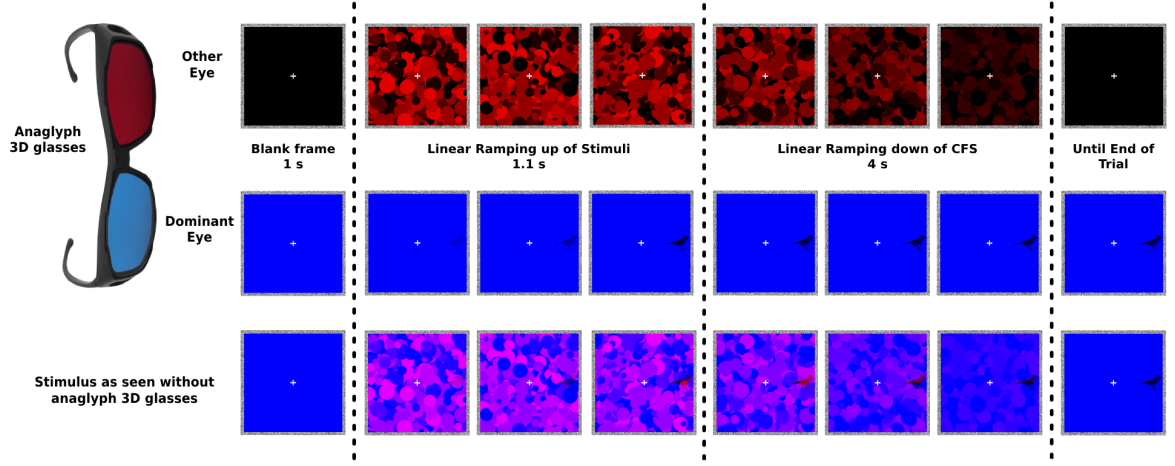 Other
Eye
Anaglyph
3D glasses
Blank frame
1 s
Linear Ramping up of Stimuli
1.1 s
Linear Ramping down of CFS
4 s
Until End of
Trial
Dominant
Eye
Stimulus as seen without
anaglyph 3D glasses